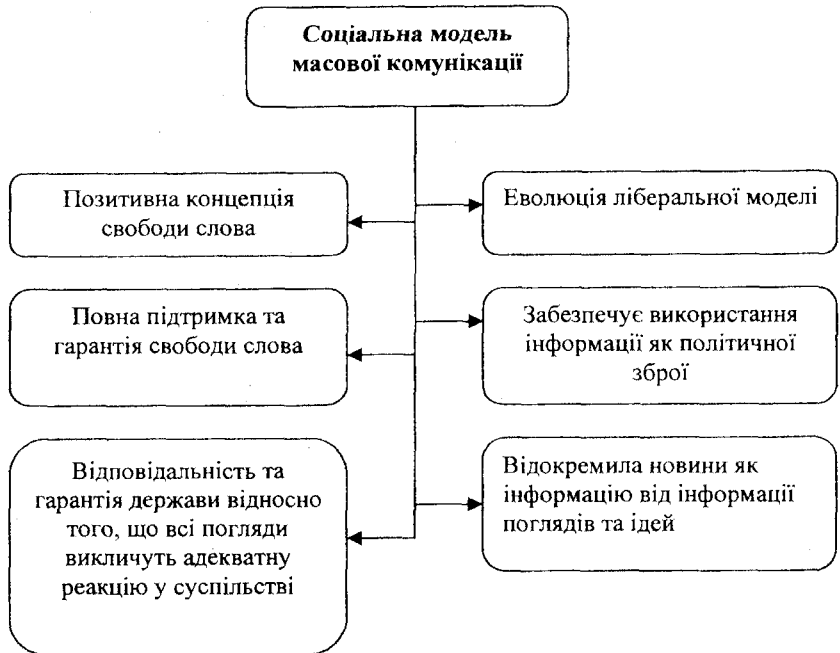 Соціальна модель
масової комунікації
Позитивна концепція
свободи слова
Еволюція ліберальної моделі
Повна підтримка та
гарантія свободи слова
Забезпечує використання
інформації як політичної
зброї
Відповідальність та
гарантія держави відносно
того, що всі погляди
викличуть адекватну
реакцію у суспільстві
Відокремила новини як
інформацію від інформації
поглядів та ідей